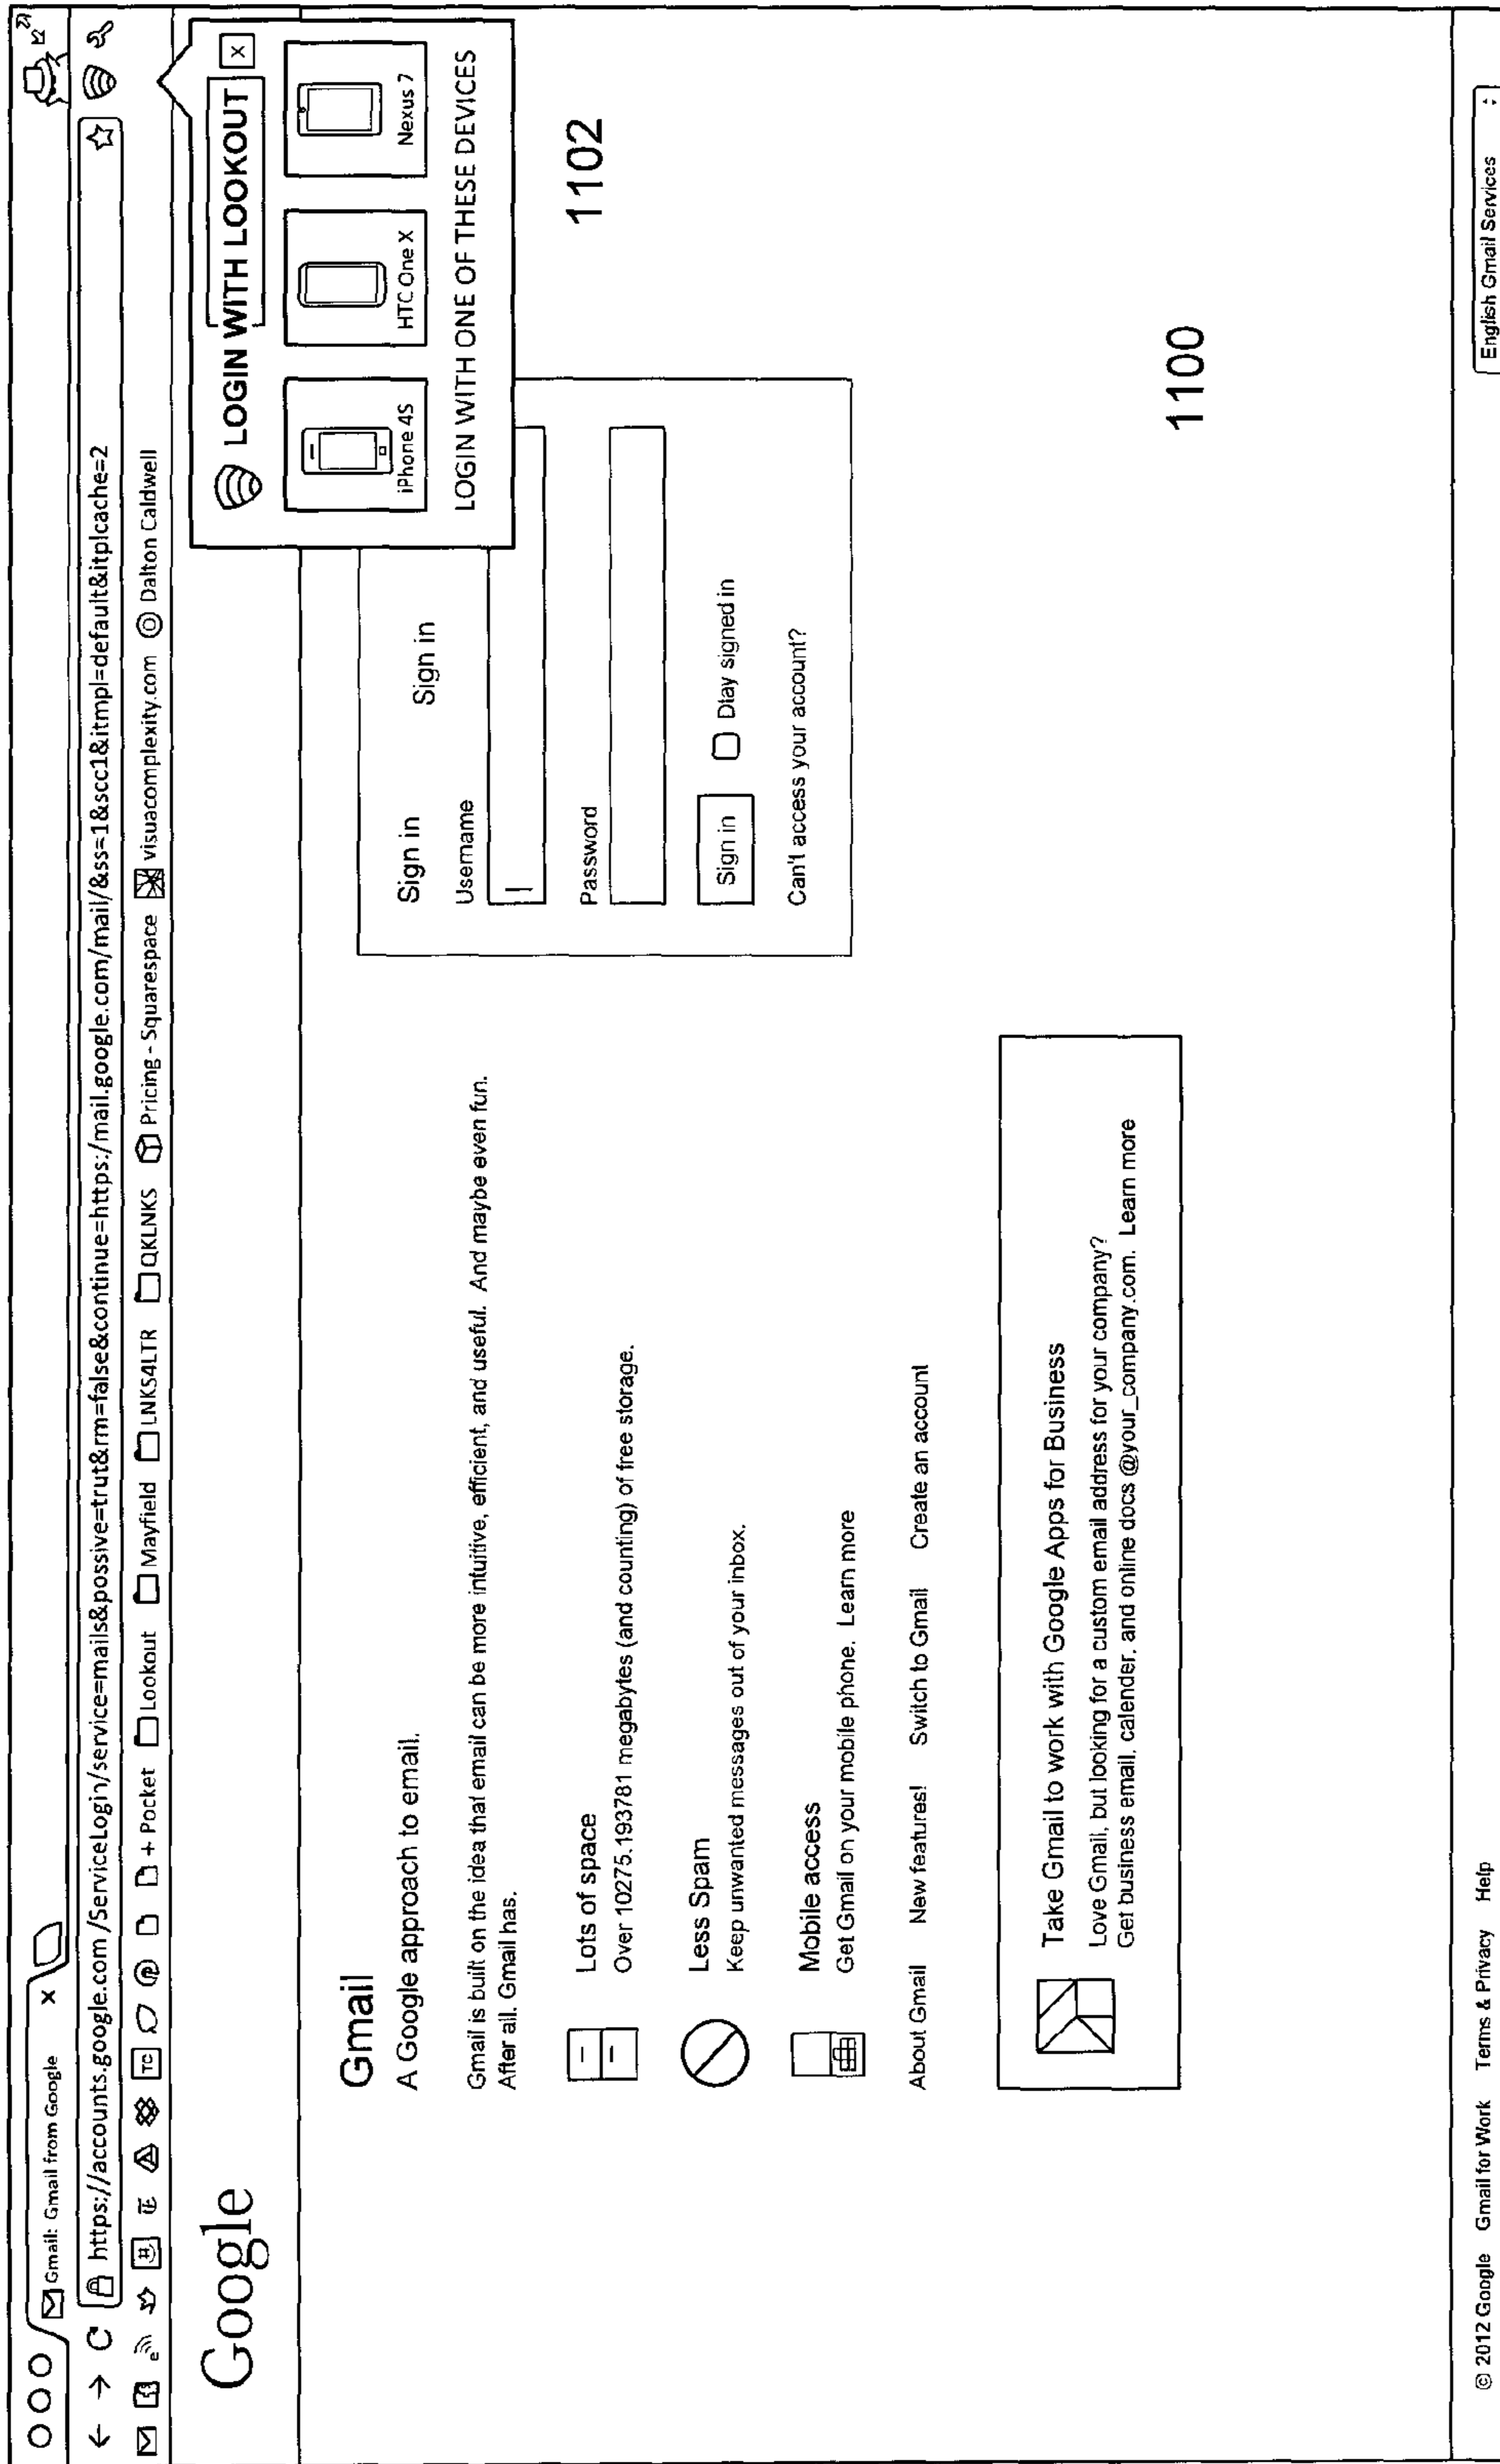 Gmail: Gmail from Google x
https://accounts.google.com /ServiceLogin/service=mails&possive=trut&rm=false&continue=https:/mail.google.com/mail/&ss=1&scc1&itmpl=default&itplcache=2
TC + Pocket Lookout Mayfield LNKS4LTR QKLNKS Pricing - Squarespace visuacomplexity.com Dalton Caldwell
Google
LOGIN WITH LOOKOUT x
iPhone 4S HTC One X Nexus 7
LOGIN WITH ONE OF THESE DEVICES
1102
Gmail
A Google approach to email.
Gmail is built on the idea that email can be more intuitive, efficient, and useful. And maybe even fun.
After all. Gmail has.
Lots of space
Over 10275.193781 megabytes (and counting) of free storage.
Less Spam
Keep unwanted messages out of your inbox.
Mobile access
Get Gmail on your mobile phone. Learn more
About Gmail New features! Switch to Gmail Create an account
Sign in Sign in
Username
Password
Sign in Dtay signed in
Can't access your account?
Take Gmail to work with Google Apps for Business
Love Gmail, but looking for a custom email address for your company?
Get business email, calender, and online docs @your_company.com. Learn more
1100
© 2012 Google Gmail for Work Terms & Privacy Help English Gmail Services